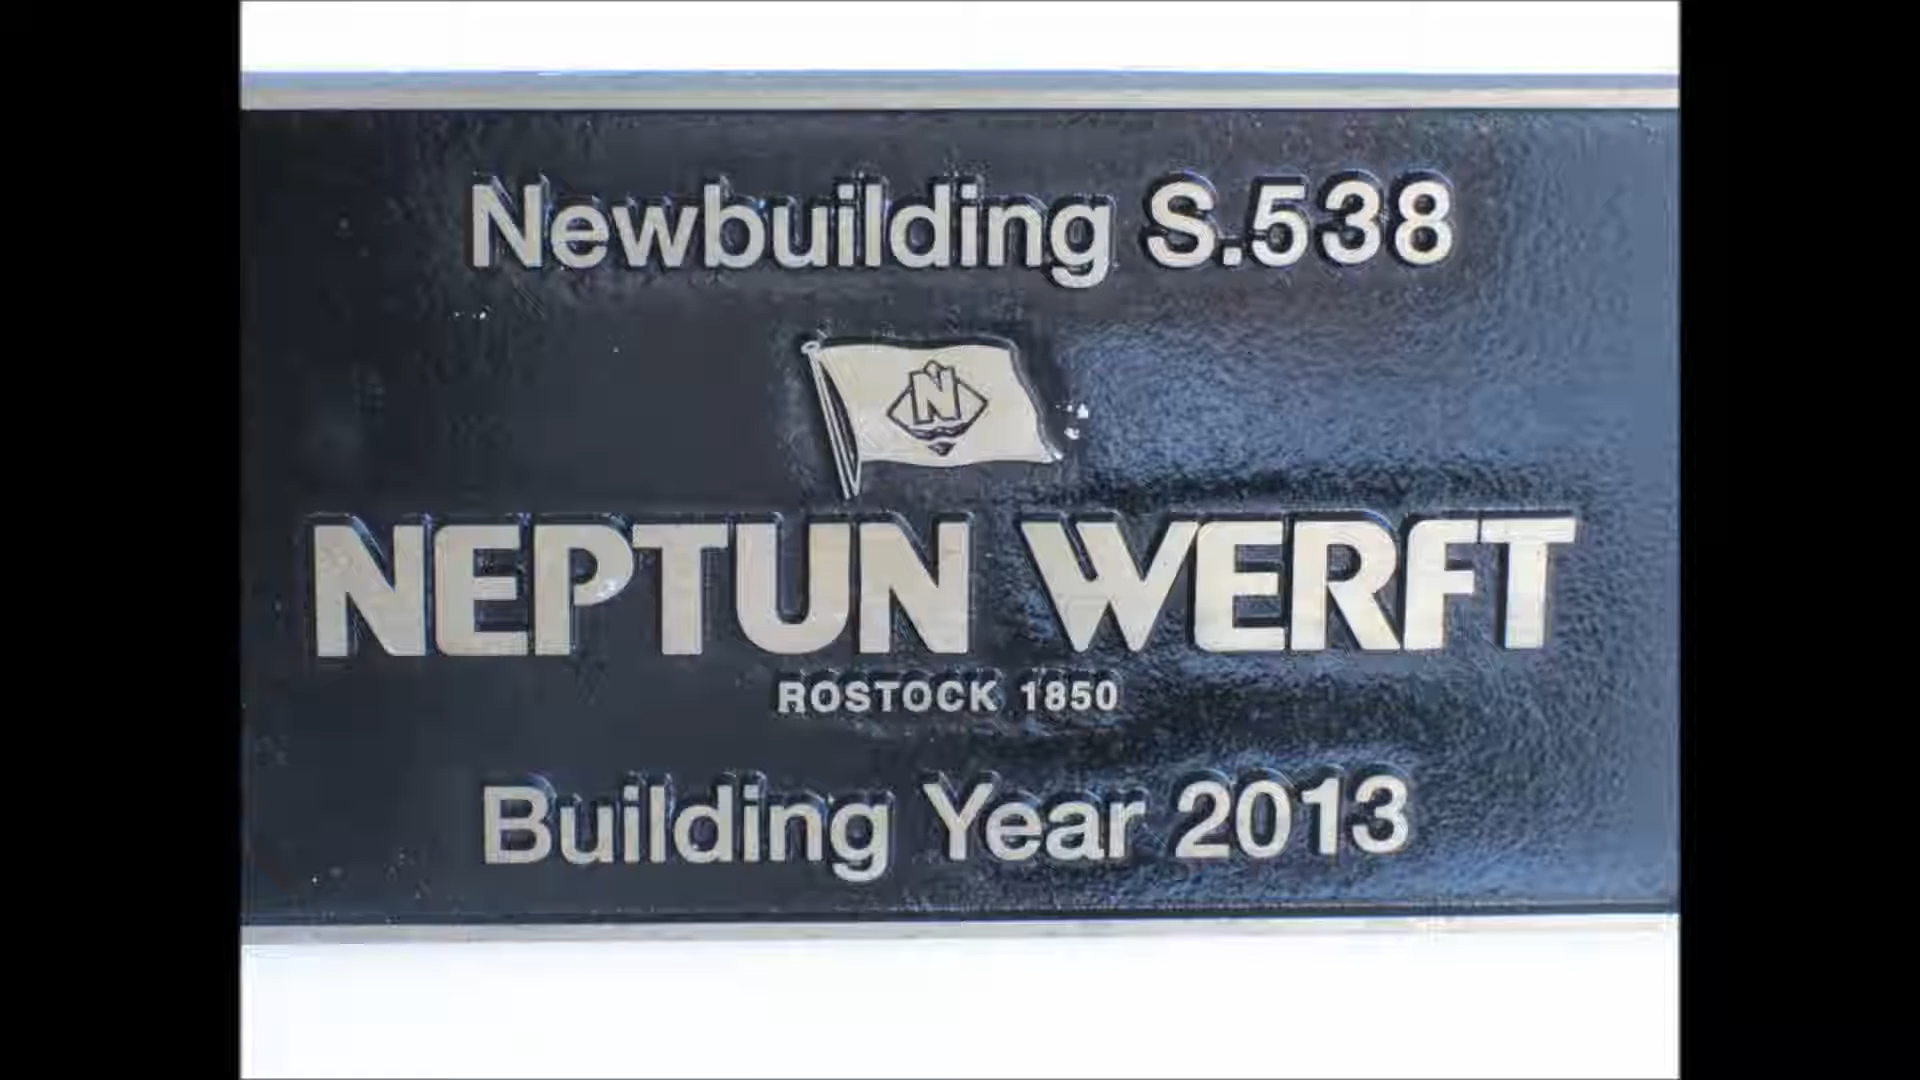 Newbuilding S.538
N
NEPTUN WERFT
ROSTOCK 1850
Building Year 2013